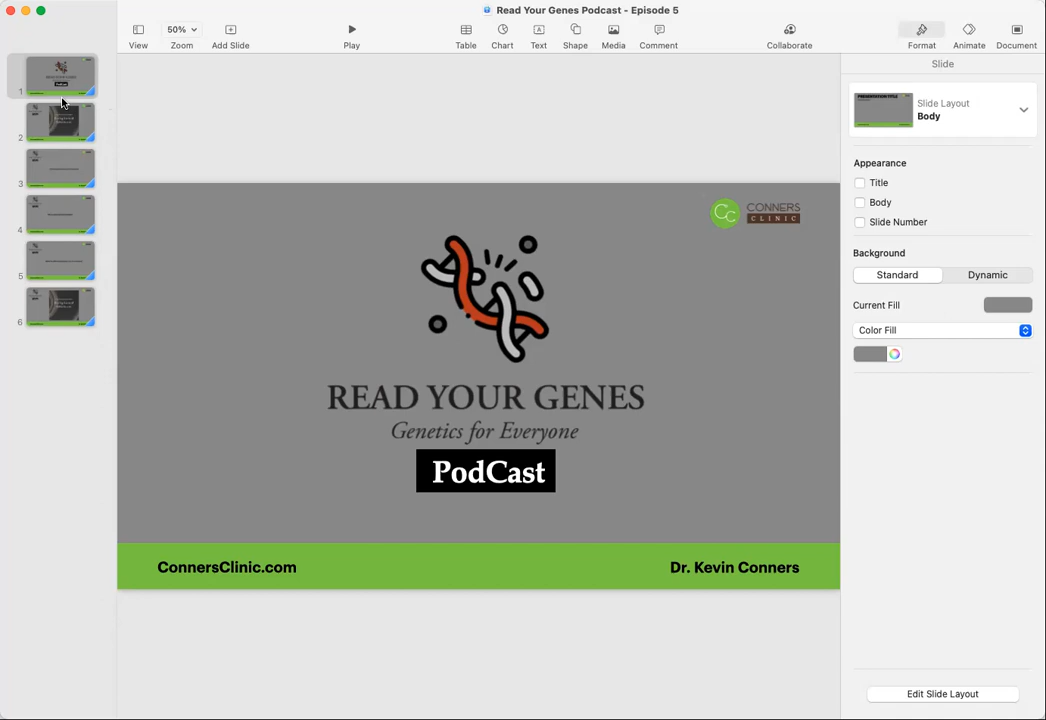 Read Your Genes Podcast - Episode 5
View
50%
Zoom
Add Slide
Play
Table
Chart
Text
Shape
Media
Comment
Collaborate
Format
Animate
Document
1
2
3
4
5
6
CC
CONNERS
CLINIC
READ YOUR GENES
Genetics for Everyone
PodCast
ConnersClinic.com
Dr. Kevin Conners
Slide
PRESENTATION TITLE
Slide Layout
Body
Appearance
Title
Body
Slide Number
Background
Standard
Dynamic
Current Fill
Color Fill
Edit Slide Layout